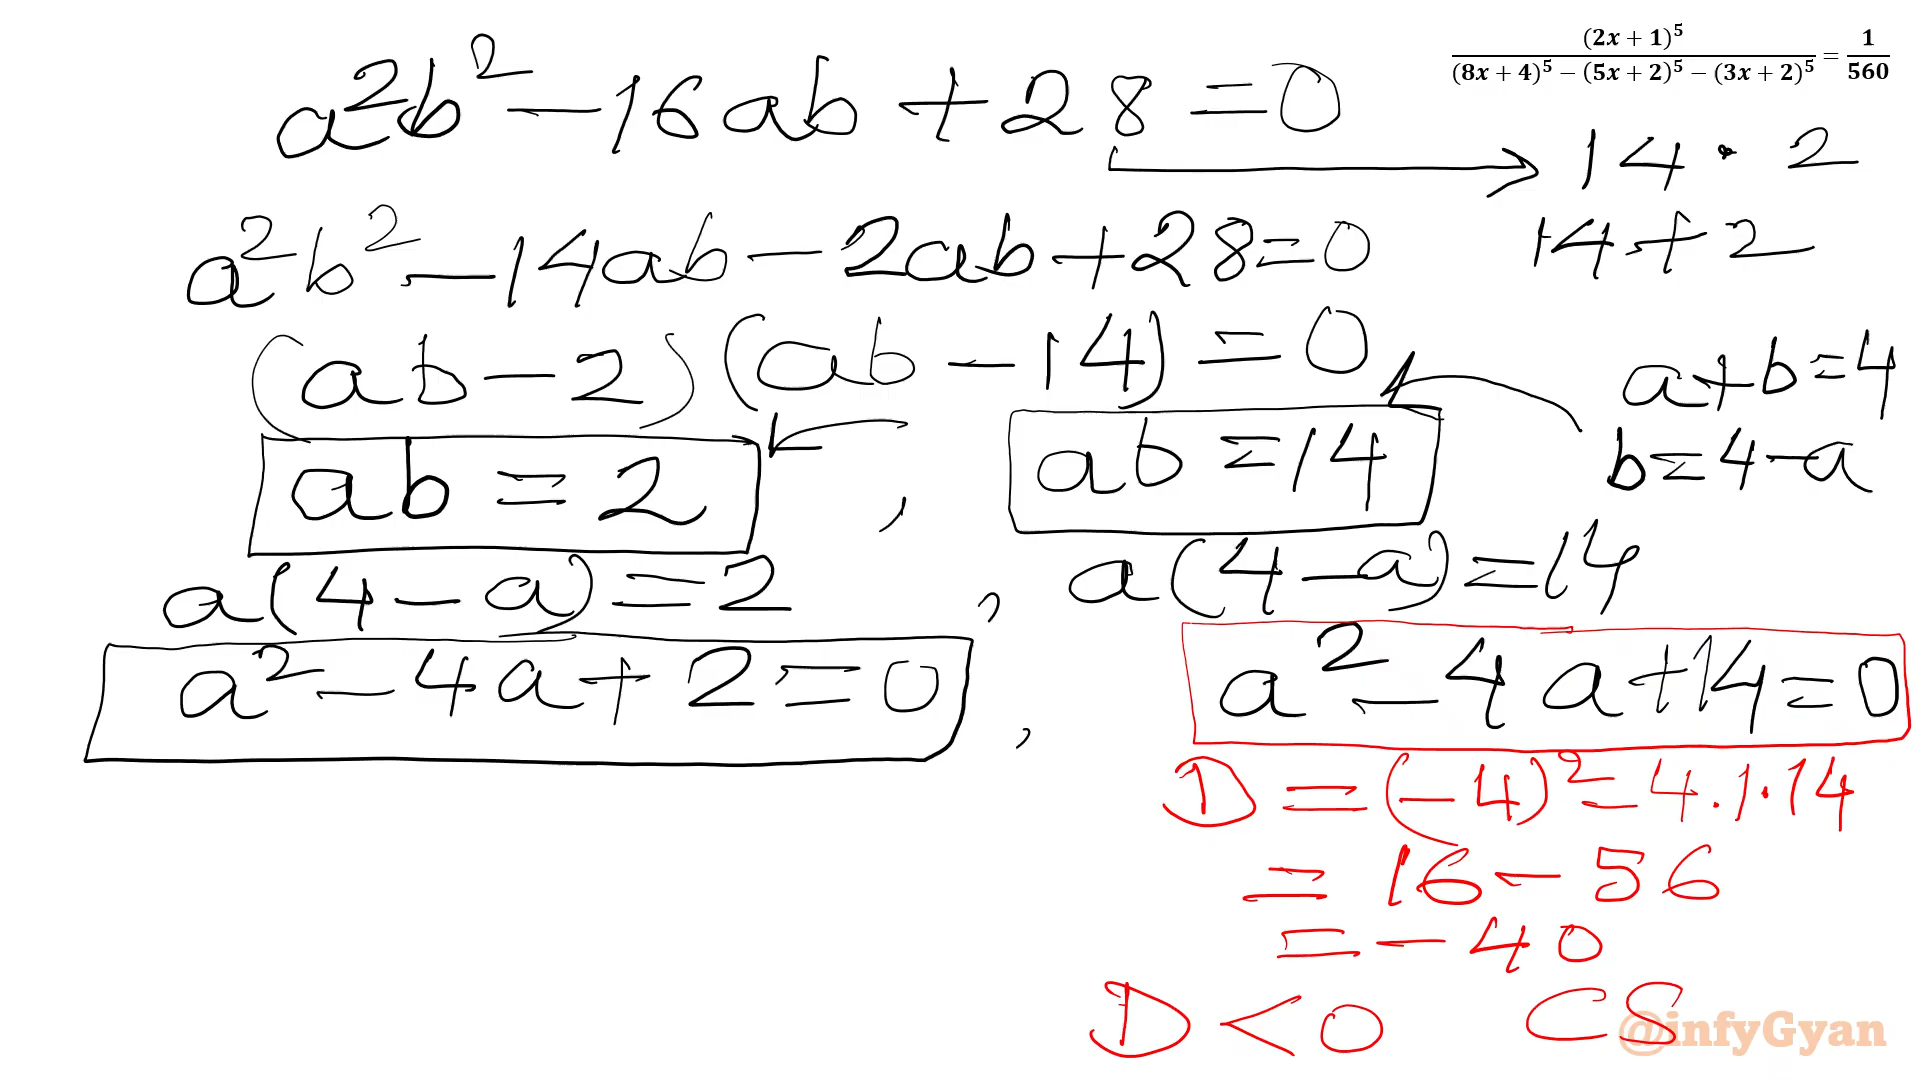 (2x + 1)⁵ / ((8x + 4)⁵ − (5x + 2)⁵ − (3x + 2)⁵) = 1/560
a²b² − 16ab + 28 = 0
14 · 2
a²b² − 14ab − 2ab + 28 = 0
14 + 2
(ab − 2) (ab − 14) = 0
a + b = 4
ab = 2 , ab = 14
b = 4 − a
a(4 − a) = 2 , a(4 − a) = 14
a² − 4a + 2 = 0 , a² − 4a + 14 = 0
D = (−4)² − 4 · 1 · 14
= 16 − 56
= − 40
D < 0 CS
@infyGyan